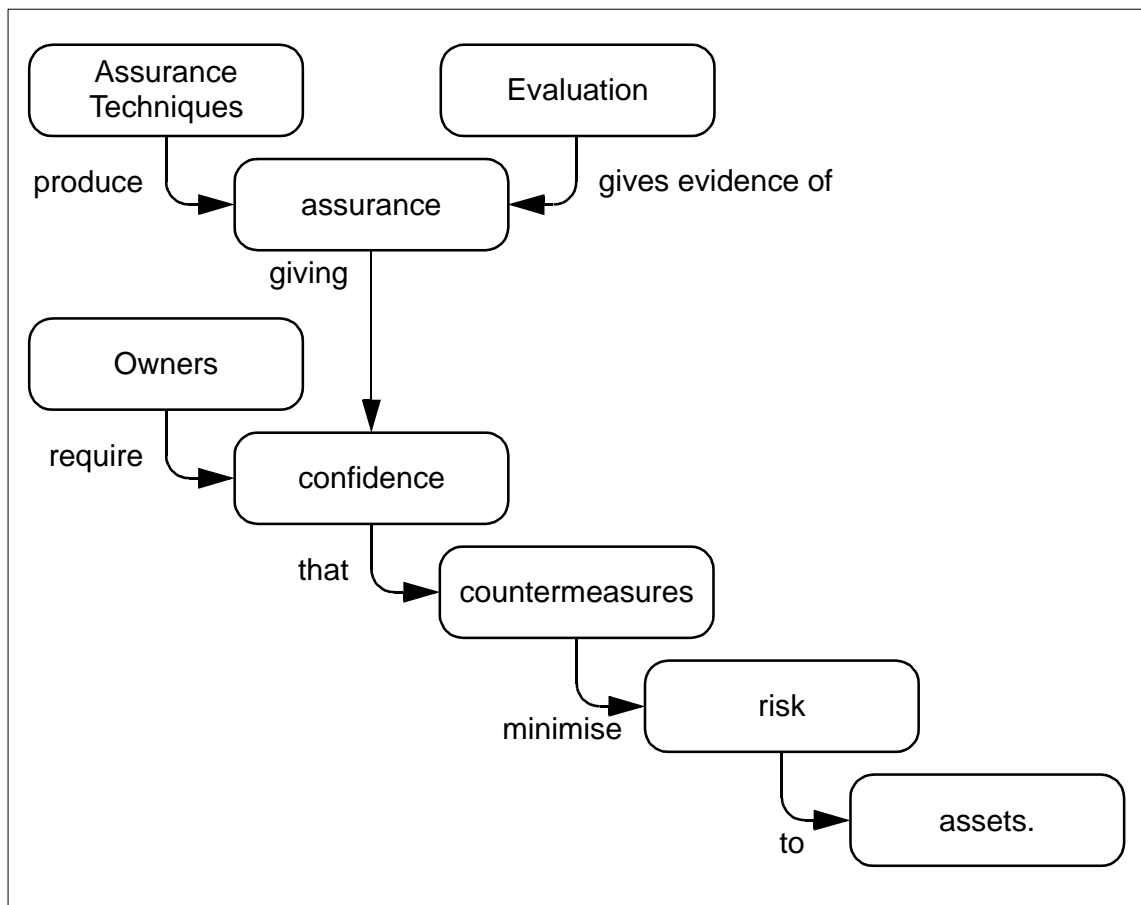 Assurance
Techniques
Evaluation
produce
assurance
gives evidence of
giving
Owners
require
confidence
that
countermeasures
minimise
risk
to
assets.